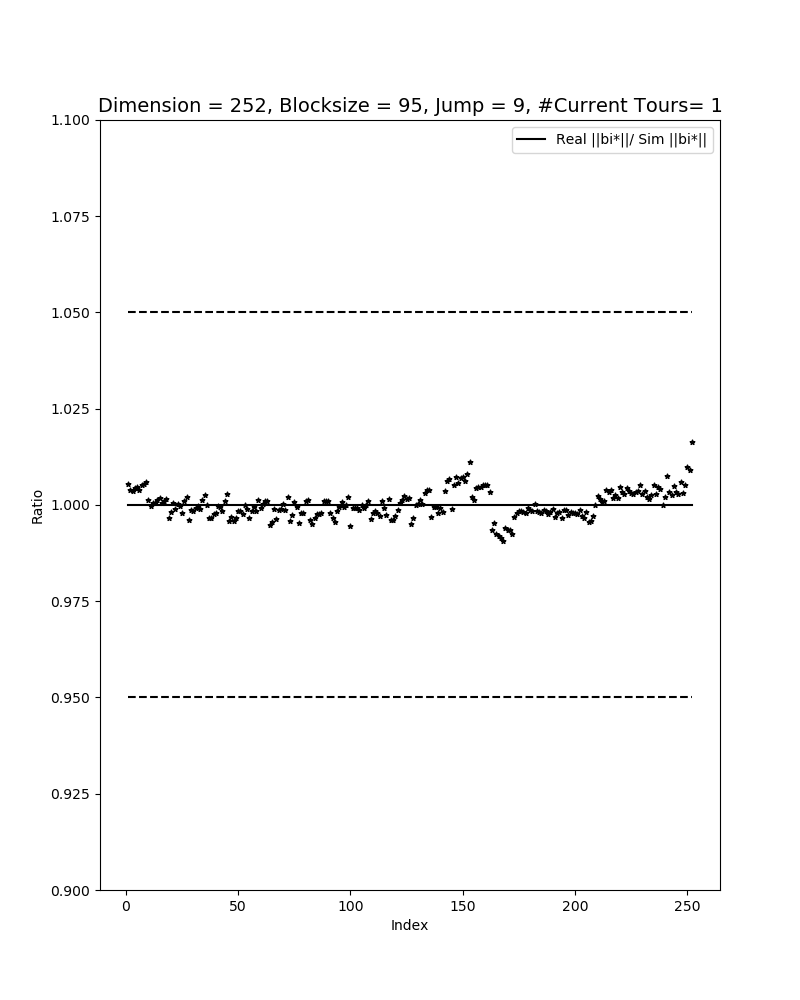 Dimension = 252, Blocksize = 95, Jump = 9, #Current Tours= 1
1.100
Real ||bi*||/ Sim ||bi*||
1.075
1.050
1.025
1.000
Ratio
0.975
0.950
0.925
0.900
0 50 100 150 200 250
Index